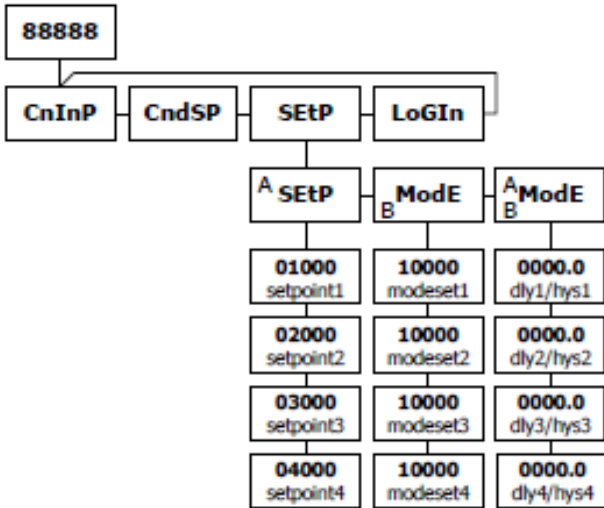 88888
CnInP
CndSP
SEtP
LoGIn
A SEtP
B ModE
A B ModE
01000
setpoint1
10000
modeset1
0000.0
dly1/hys1
02000
setpoint2
10000
modeset2
0000.0
dly2/hys2
03000
setpoint3
10000
modeset3
0000.0
dly3/hys3
04000
setpoint4
10000
modeset4
0000.0
dly4/hys4